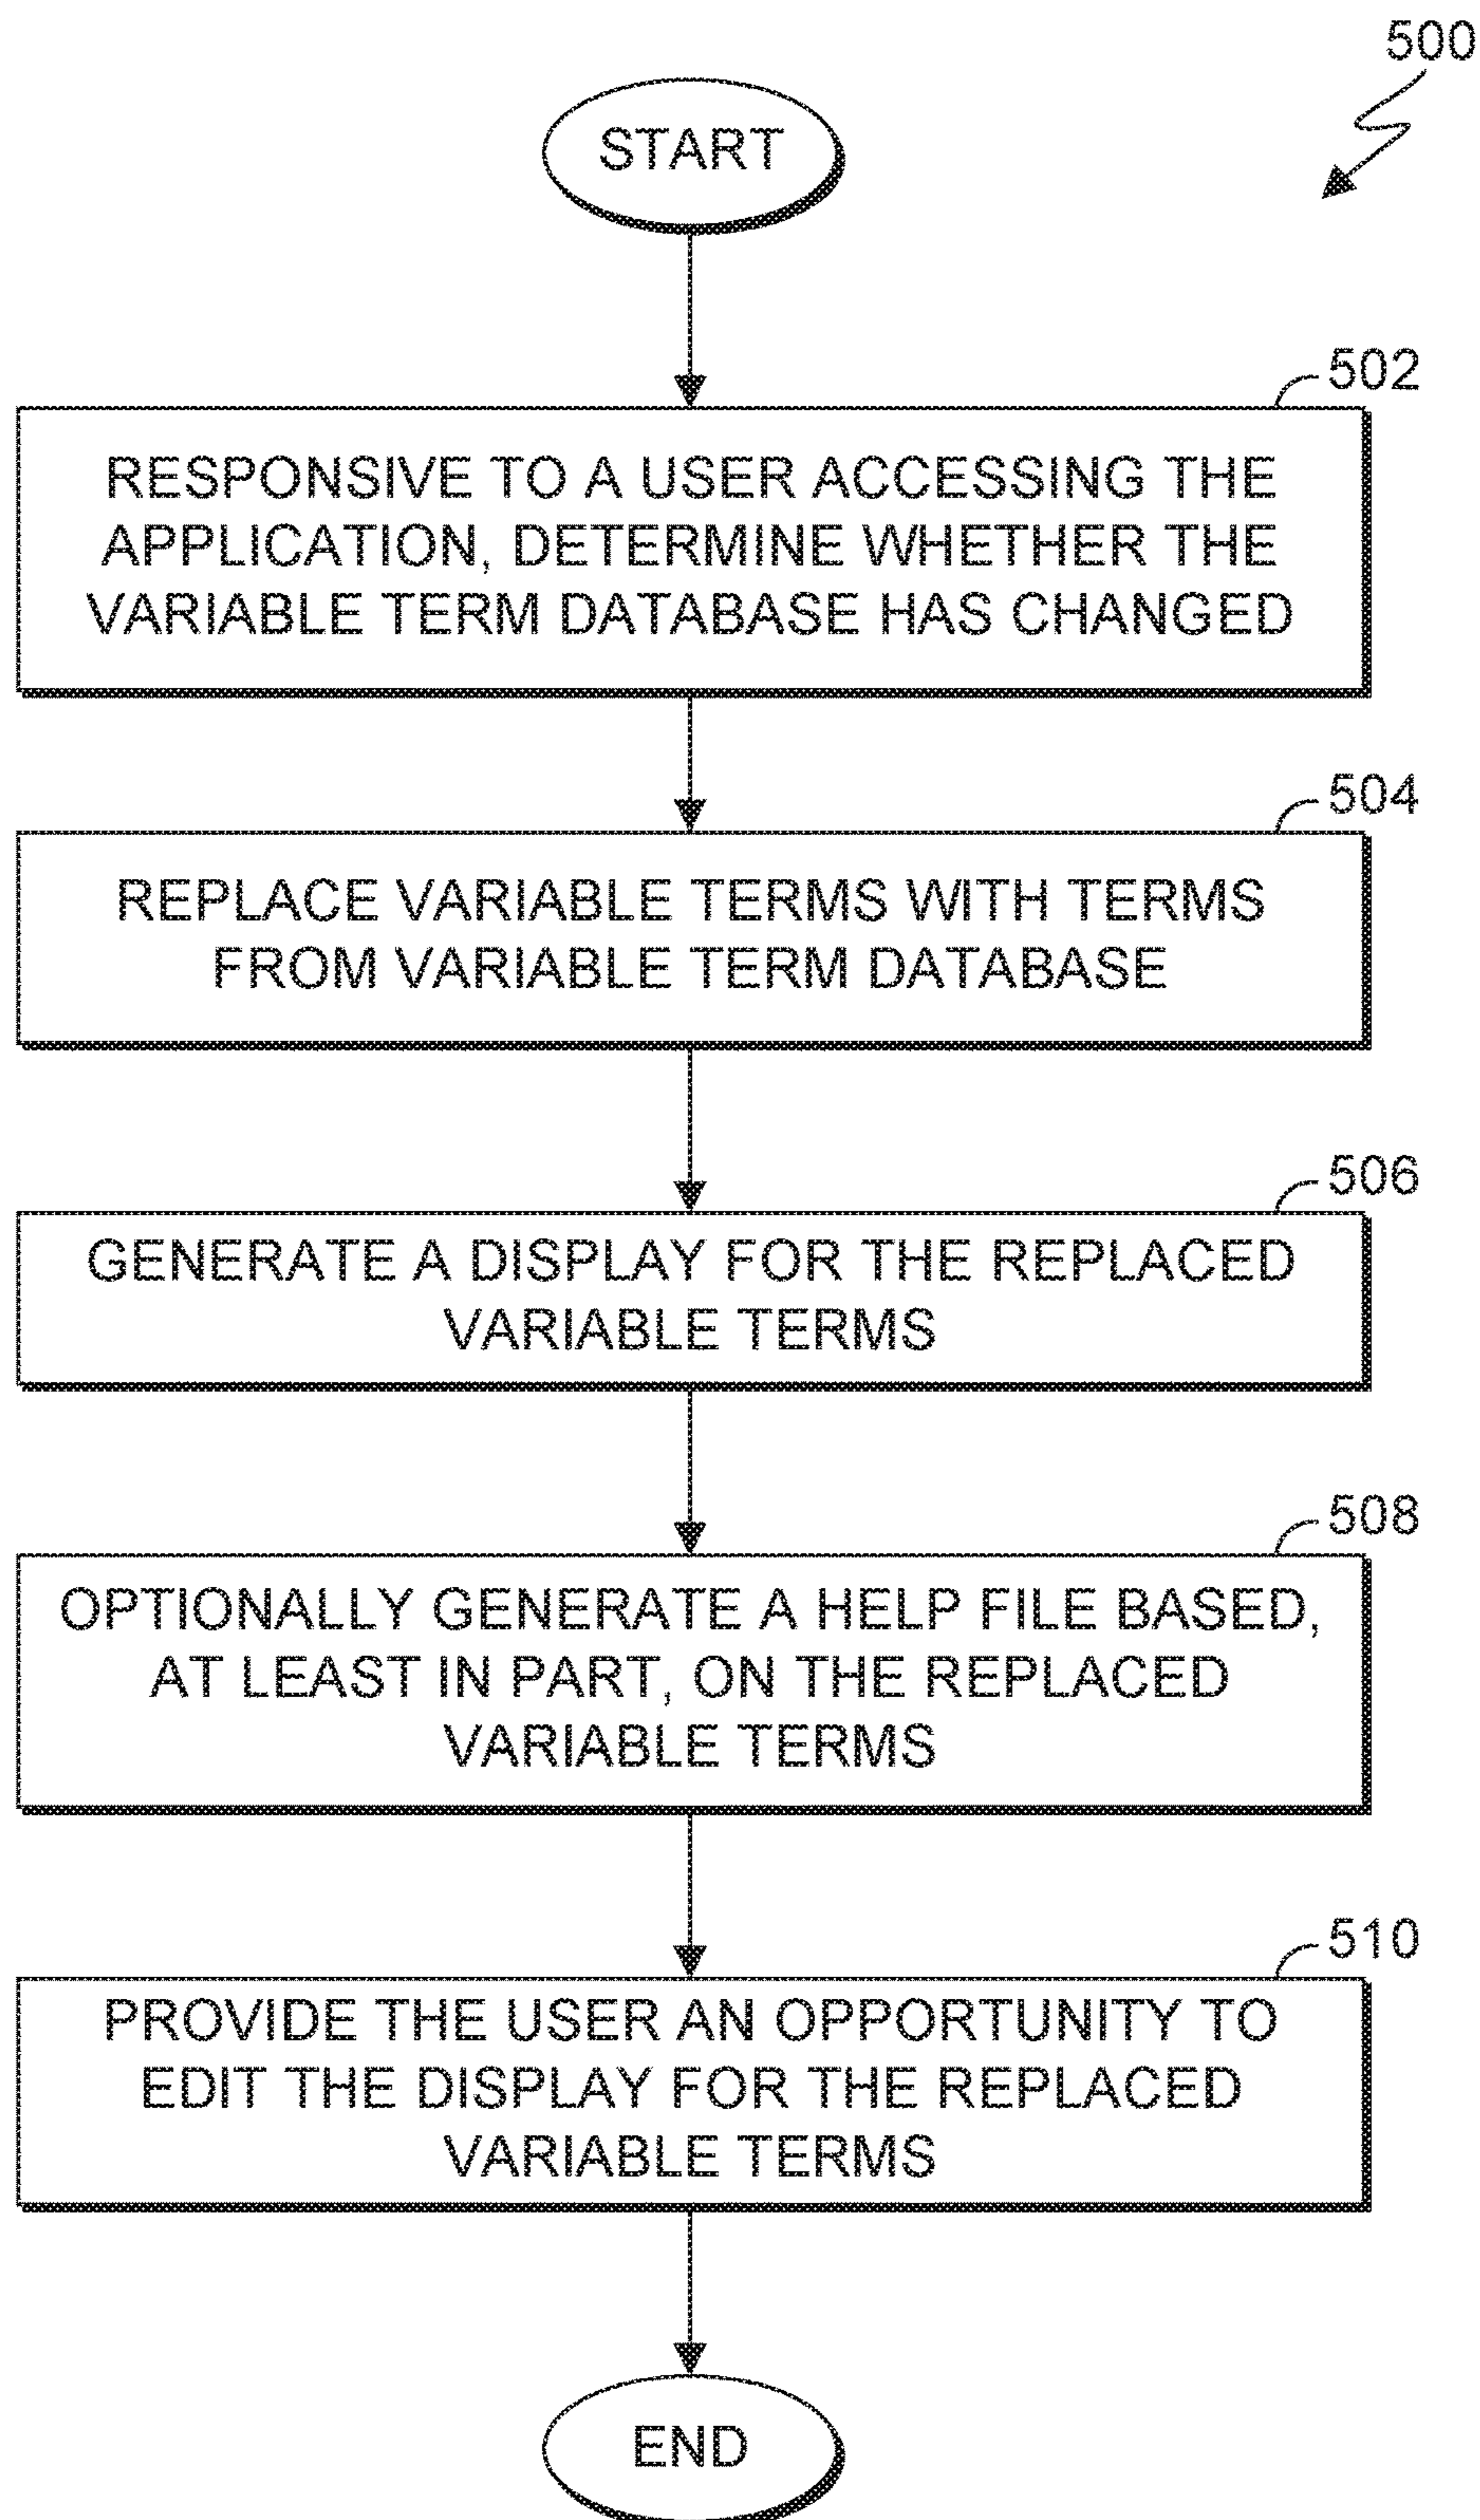 500
START
502
RESPONSIVE TO A USER ACCESSING THE
APPLICATION, DETERMINE WHETHER THE
VARIABLE TERM DATABASE HAS CHANGED
504
REPLACE VARIABLE TERMS WITH TERMS
FROM VARIABLE TERM DATABASE
506
GENERATE A DISPLAY FOR THE REPLACED
VARIABLE TERMS
508
OPTIONALLY GENERATE A HELP FILE BASED,
AT LEAST IN PART, ON THE REPLACED
VARIABLE TERMS
510
PROVIDE THE USER AN OPPORTUNITY TO
EDIT THE DISPLAY FOR THE REPLACED
VARIABLE TERMS
END